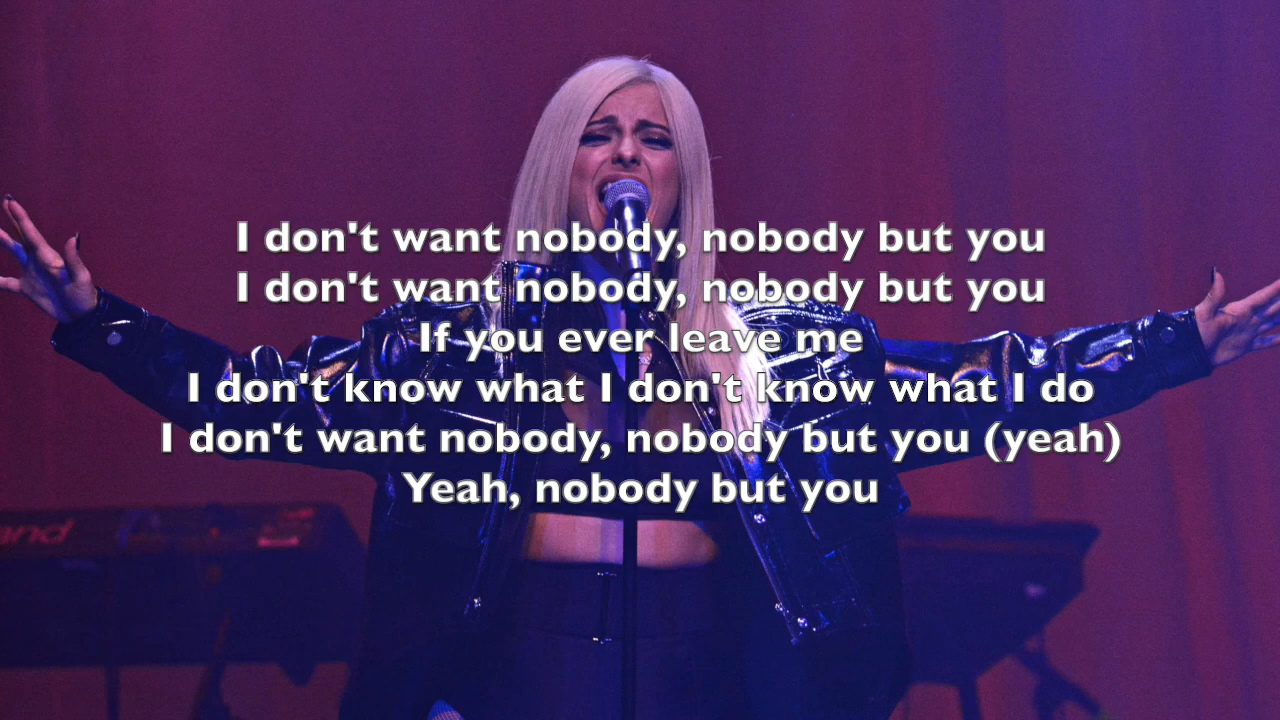 I don't want nobody, nobody but you
I don't want nobody, nobody but you
If you ever leave me
I don't know what I don't know what I do
I don't want nobody, nobody but you (yeah)
Yeah, nobody but you
and